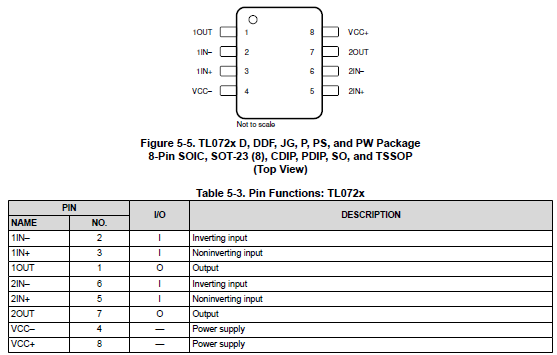 1OUT 1 8 VCC+
1IN– 2 7 2OUT
1IN+ 3 6 2IN–
VCC– 4 5 2IN+
Not to scale
Figure 5-5. TL072x D, DDF, JG, P, PS, and PW Package
8-Pin SOIC, SOT-23 (8), CDIP, PDIP, SO, and TSSOP
(Top View)
Table 5-3. Pin Functions: TL072x
PIN I/O DESCRIPTION
NAME NO.
1IN– 2 I Inverting input
1IN+ 3 I Noninverting input
1OUT 1 O Output
2IN– 6 I Inverting input
2IN+ 5 I Noninverting input
2OUT 7 O Output
VCC– 4 — Power supply
VCC+ 8 — Power supply